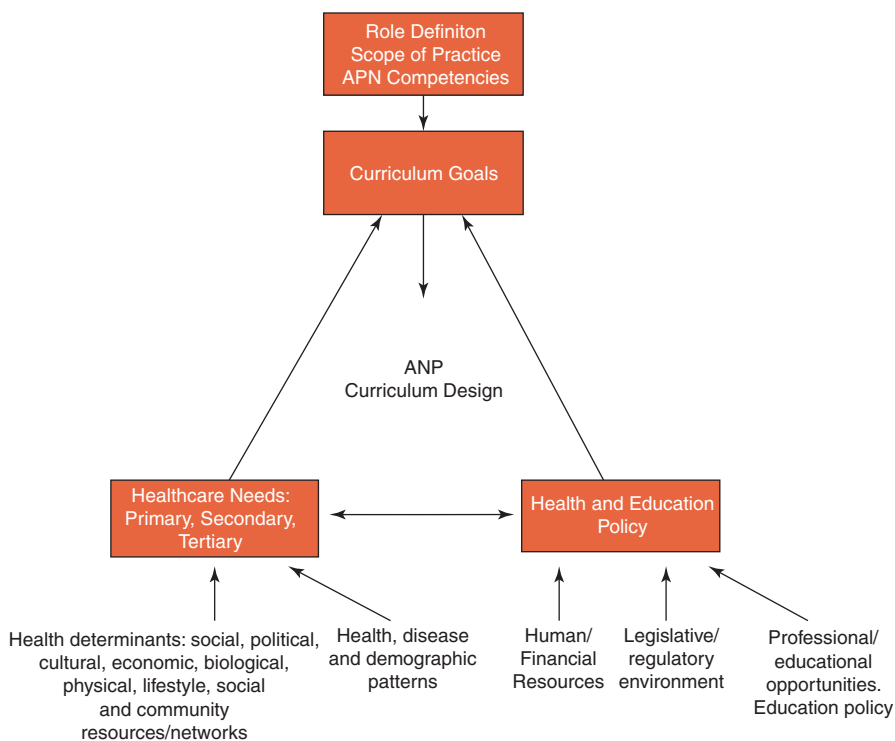 Role Definiton
Scope of Practice
APN Competencies
Curriculum Goals
ANP
Curriculum Design
Healthcare Needs:
Primary, Secondary,
Tertiary
Health and Education
Policy
Health determinants: social, political,
cultural, economic, biological,
physical, lifestyle, social
and community
resources/networks
Health, disease
and demographic
patterns
Human/
Financial
Resources
Legislative/
regulatory
environment
Professional/
educational
opportunities.
Education policy